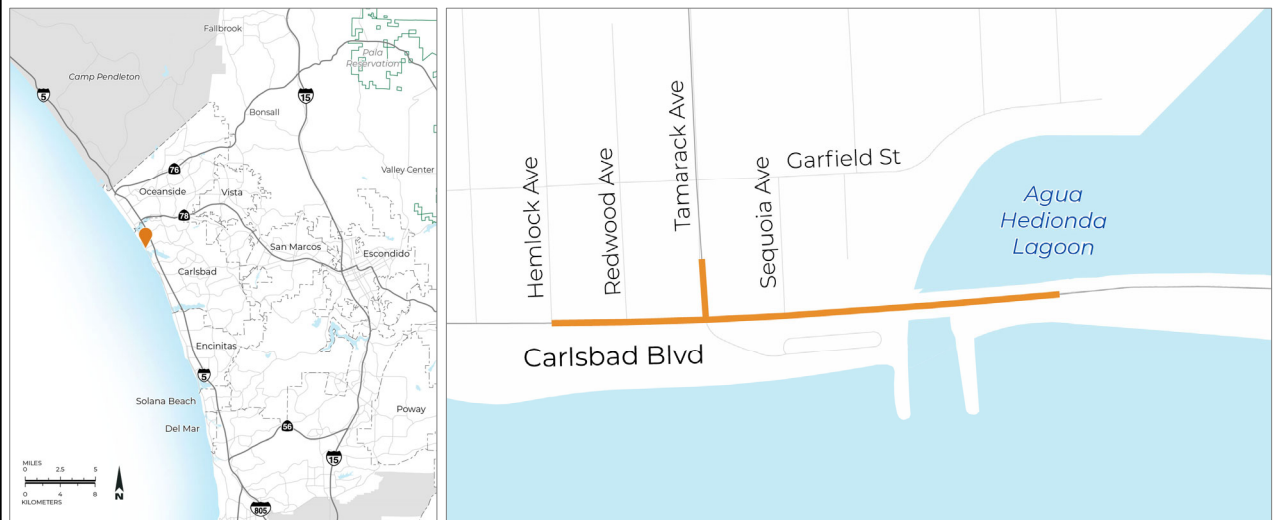 Fallbrook
Pala
Reservation
Camp Pendleton
5
15
Bonsall
76
Valley Center
Oceanside
Vista
78
San Marcos
Escondido
Carlsbad
Encinitas
5
Solana Beach
Poway
Del Mar
56
15
MILES
0 2.5 5
0 4 8
KILOMETERS
N
805
Hemlock Ave
Redwood Ave
Tamarack Ave
Sequoia Ave
Garfield St
Agua
Hedionda
Lagoon
Carlsbad Blvd